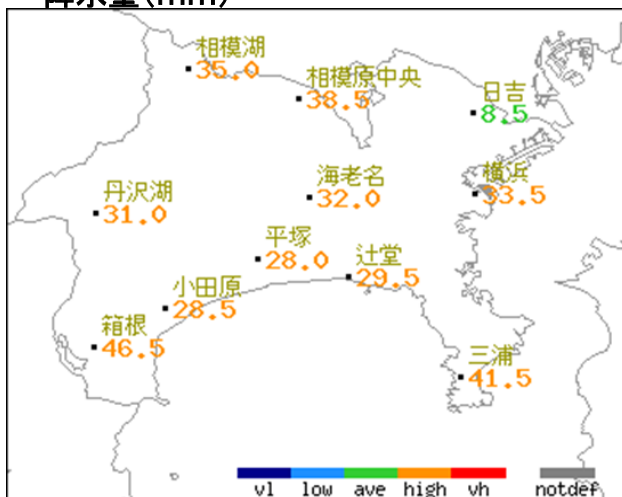 降水量(mm)
相模湖
35.0
相模原中央
38.5
日吉
8.5
丹沢湖
31.0
海老名
32.0
横浜
33.5
平塚
28.0
辻堂
29.5
小田原
28.5
箱根
46.5
三浦
41.5
vl low ave high vh notdef